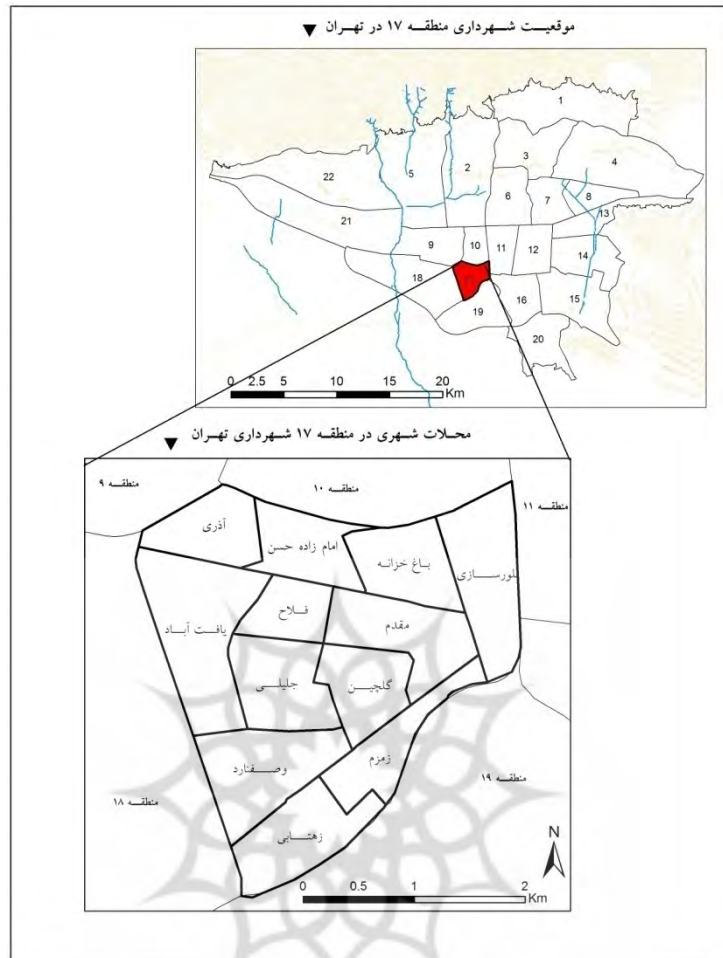 موقعیت شهرداری منطقه ۱۷ در تهران
1
2
3
4
5
6
7
8
13
22
21
9
10
11
12
14
18
15
16
19
20
0 2.5 5 10 15 20
Km
محلات شهری در منطقه ۱۷ شهرداری تهران
منطقه ۹
منطقه ۱۰
منطقه ۱۱
آذری
امام زاده حسن
باغ خزانه
بلورسازی
یافت آباد
فلاح
مقدم
جلیلی
گلچین
وصفنارد
زمزم
منطقه ۱۹
منطقه ۱۸
زهتابی
N
0 0.5 1 2
Km